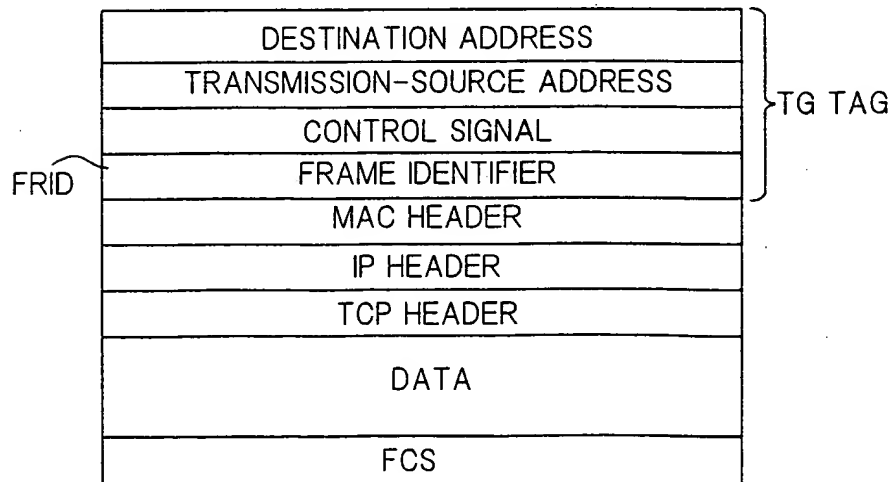 DESTINATION ADDRESS
TRANSMISSION-SOURCE ADDRESS
CONTROL SIGNAL
TG TAG
FRID
FRAME IDENTIFIER
MAC HEADER
IP HEADER
TCP HEADER
DATA
FCS